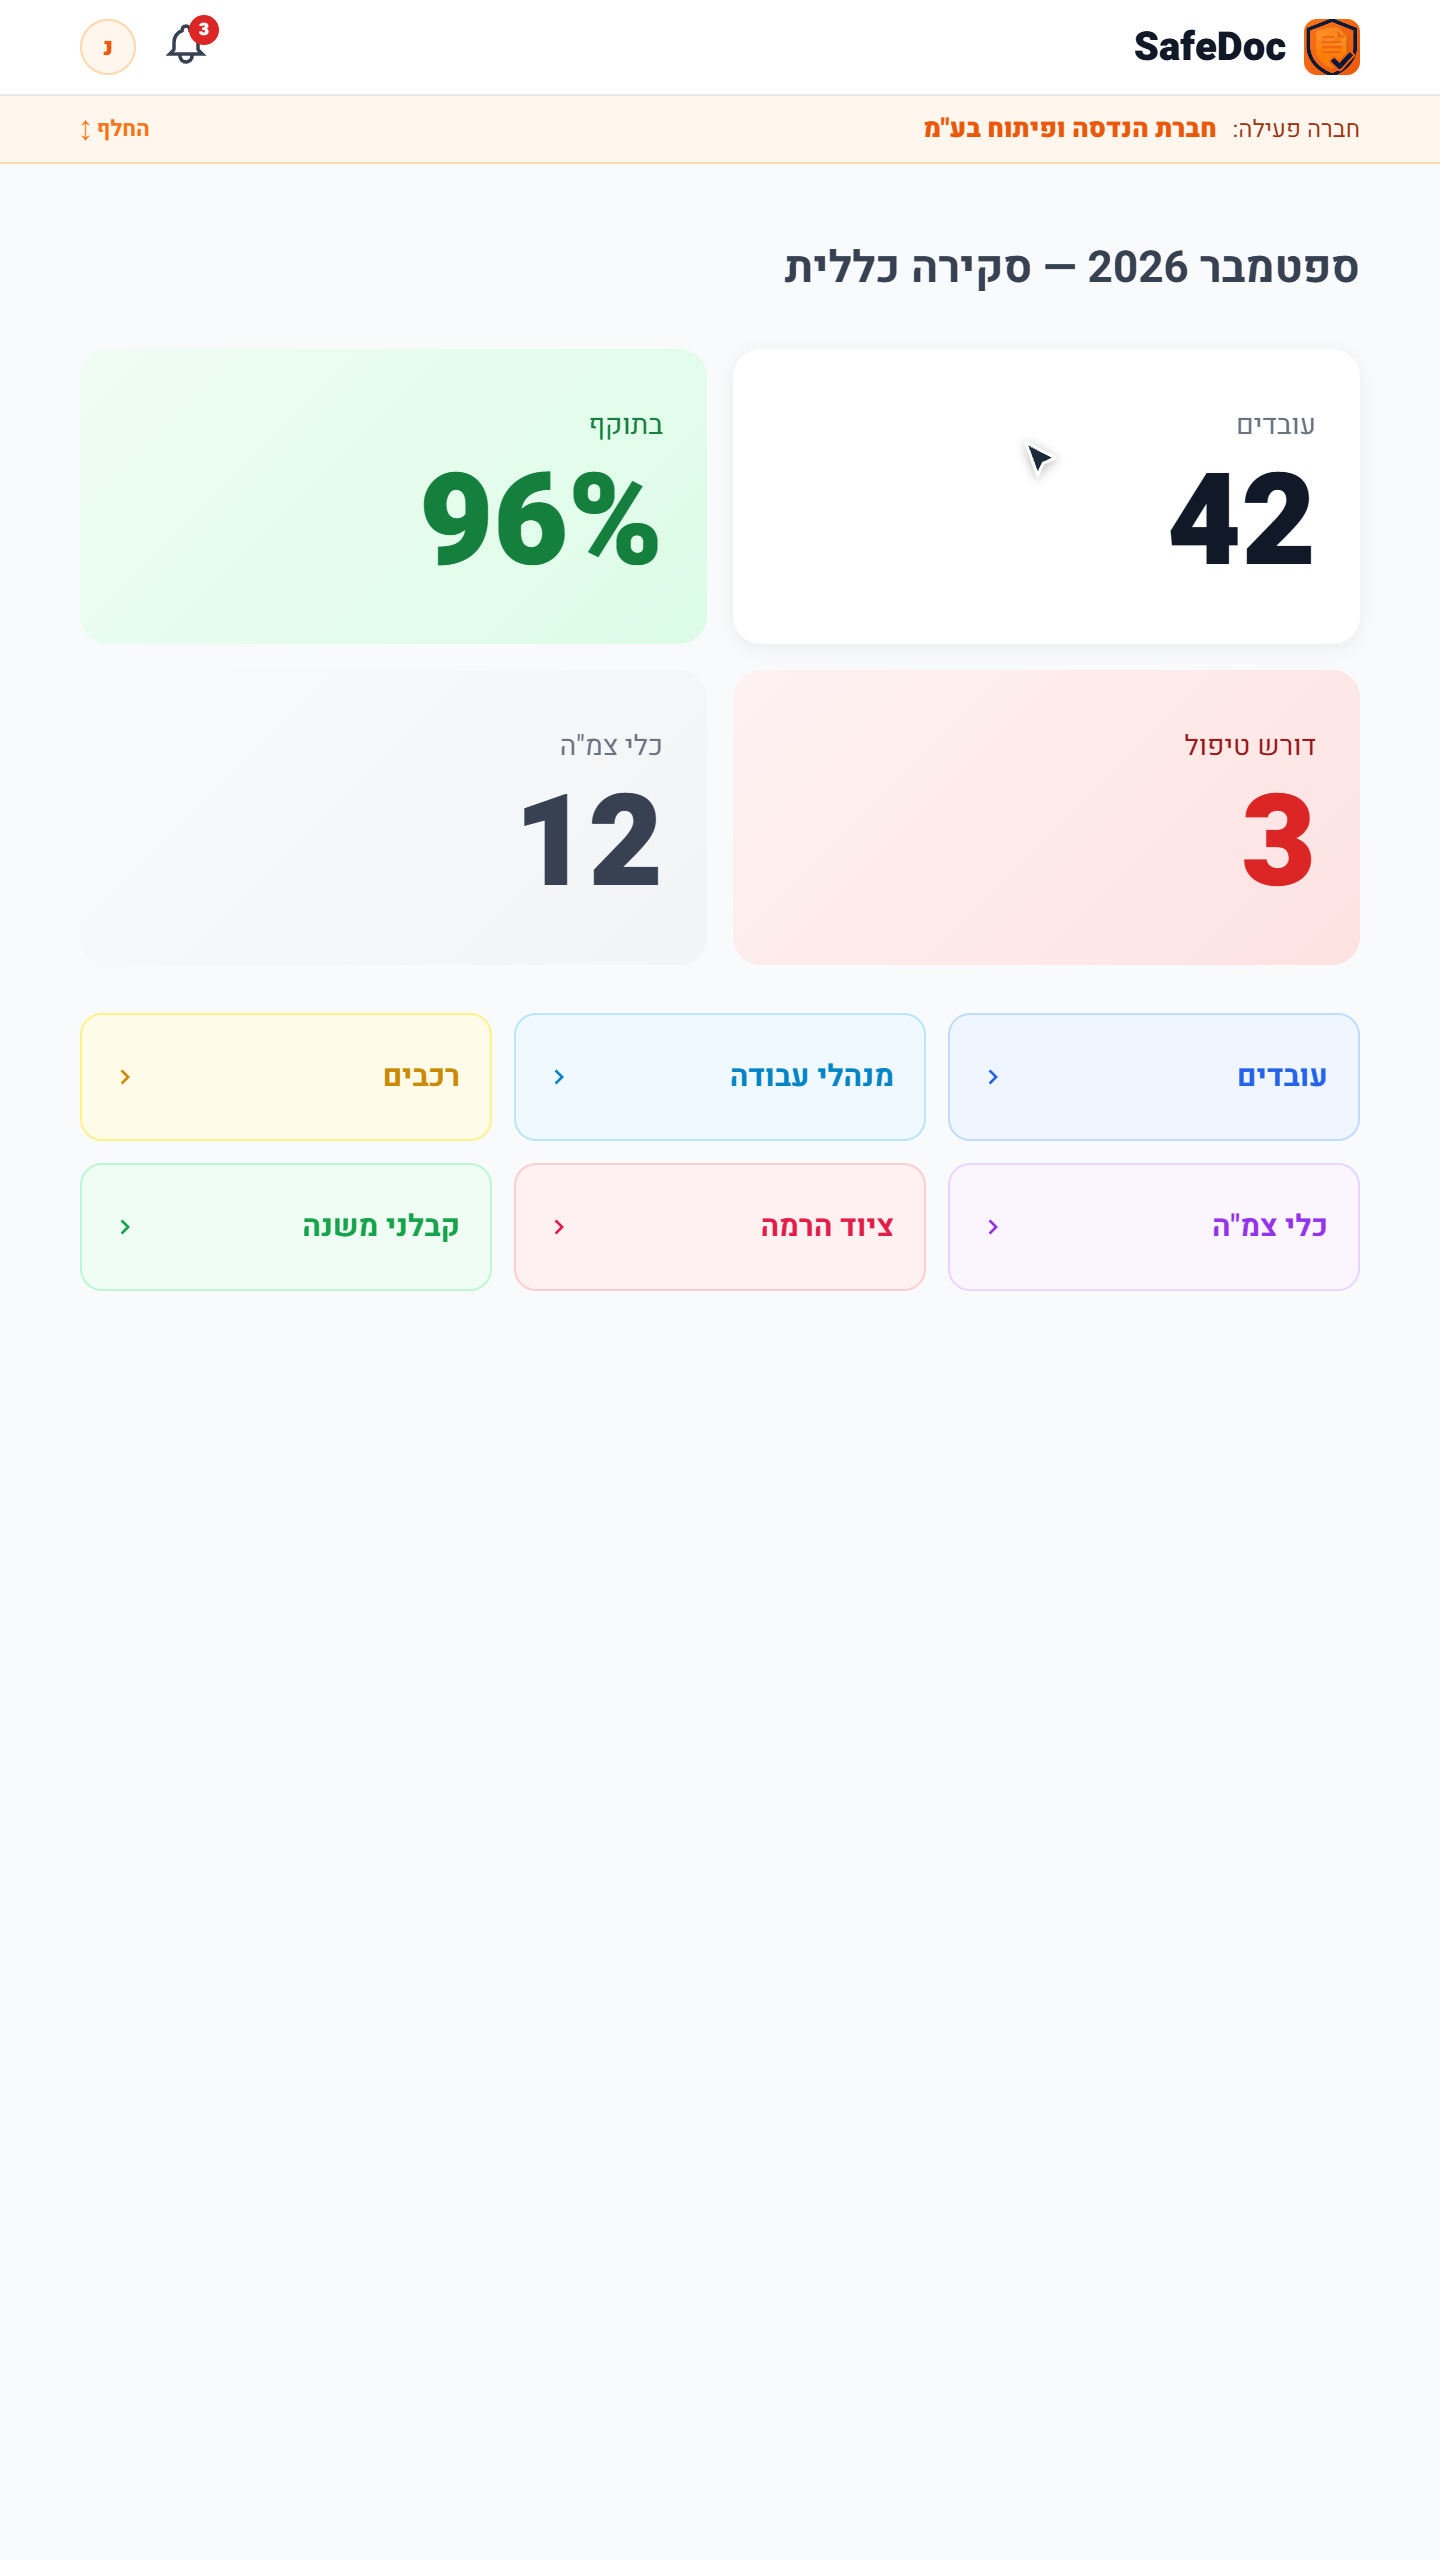 SafeDoc
3
נ
חברה פעילה: חברת הנדסה ופיתוח בע"מ
החלף ↕
ספטמבר 2026 — סקירה כללית
עובדים
42
בתוקף
96%
דורש טיפול
3
כלי צמ"ה
12
עובדים
מנהלי עבודה
רכבים
כלי צמ"ה
ציוד הרמה
קבלני משנה